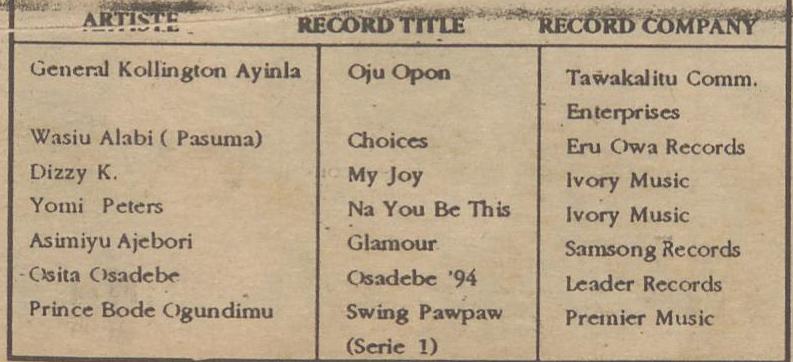 ARTISTE RECORD TITLE RECORD COMPANY
General Kollington Ayinla Oju Opon Tawakalitu Comm.
Enterprises
Wasiu Alabi ( Pasuma) Choices Eru Owa Records
Dizzy K. My Joy Ivory Music
Yomi Peters Na You Be This Ivory Music
Asimiyu Ajebori Glamour Samsong Records
Osita Osadebe Osadebe '94 Leader Records
Prince Bode Ogundimu Swing Pawpaw Premier Music
(Serie 1)